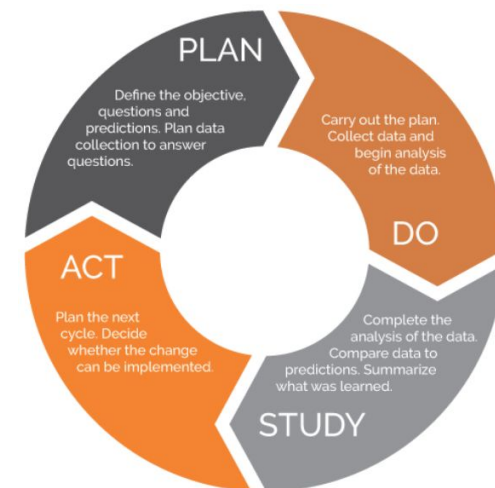 PLAN
Define the objective,
questions and
predictions. Plan data
collection to answer
questions.
Carry out the plan.
Collect data and
begin analysis
of the data.
DO
Complete the
analysis of the data.
Compare data to
predictions. Summarize
what was learned.
STUDY
ACT
Plan the next
cycle. Decide
whether the change
can be implemented.